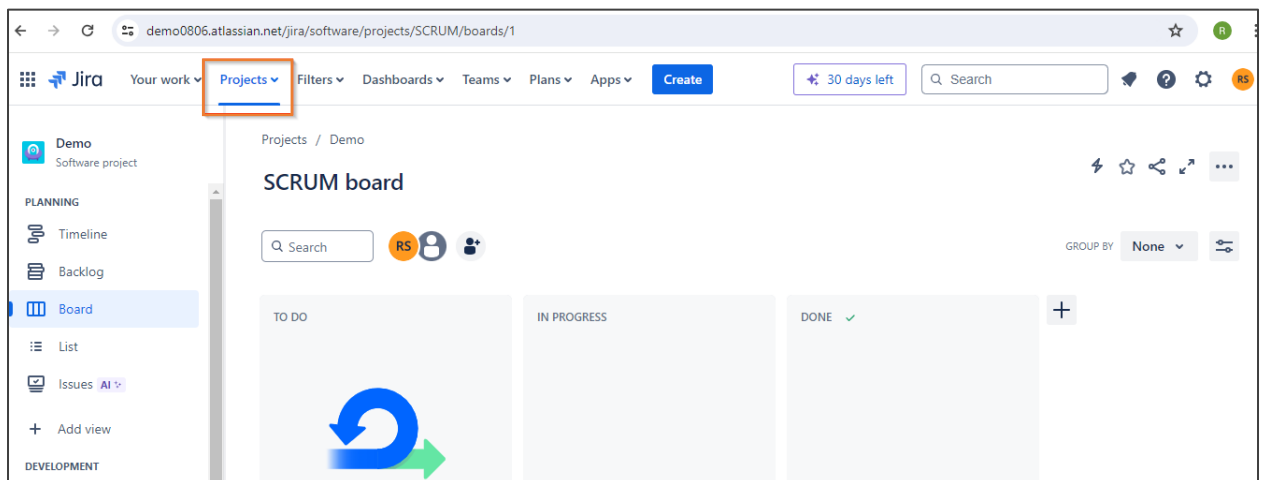 demo0806.atlassian.net/jira/software/projects/SCRUM/boards/1
R
Jira Your work Projects Filters Dashboards Teams Plans Apps Create 30 days left Search RS
Demo
Software project
Projects / Demo
SCRUM board
PLANNING
Timeline
Backlog
Board
List
Issues AI
Add view
DEVELOPMENT
Search RS GROUP BY None
TO DO IN PROGRESS DONE